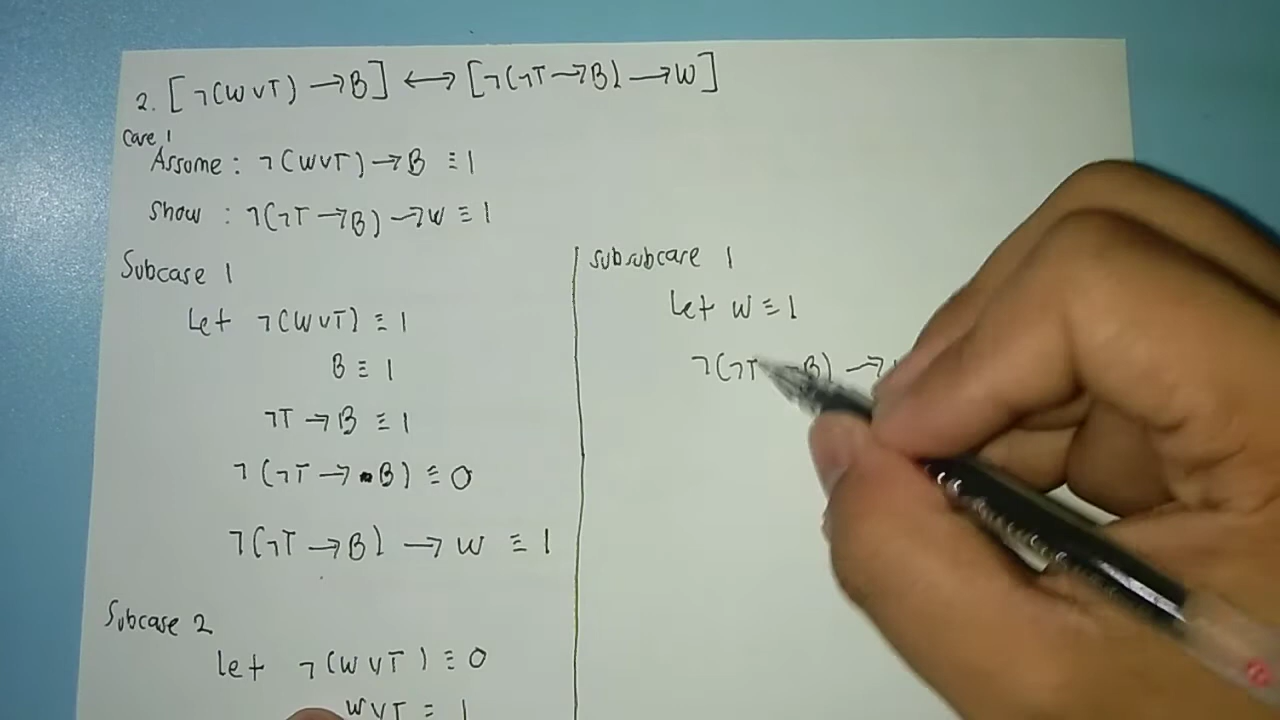 2. [¬(W∨T) → B] ↔ [¬(¬T → B) → W]
Case 1
Assume : ¬(W∨T) → B ≡ 1
Show : ¬(¬T → B) → W ≡ 1
Subcase 1
Let ¬(W∨T) ≡ 1
B ≡ 1
¬T → B ≡ 1
¬(¬T → B) ≡ 0
¬(¬T → B) → W ≡ 1
Subcase 2
Let ¬(W∨T) ≡ 0
W∨T ≡ 1
Subsubcase 1
Let W ≡ 1
¬(¬T → B) →